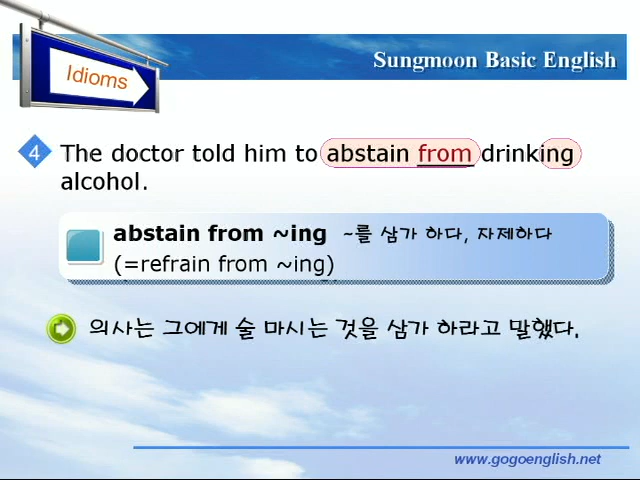 Idioms
Sungmoon Basic English
4 The doctor told him to abstain from drinking
alcohol.
abstain from ~ing ~를 삼가 하다, 자제하다
(=refrain from ~ing)
의사는 그에게 술 마시는 것을 삼가 하라고 말했다.
www.gogoenglish.net